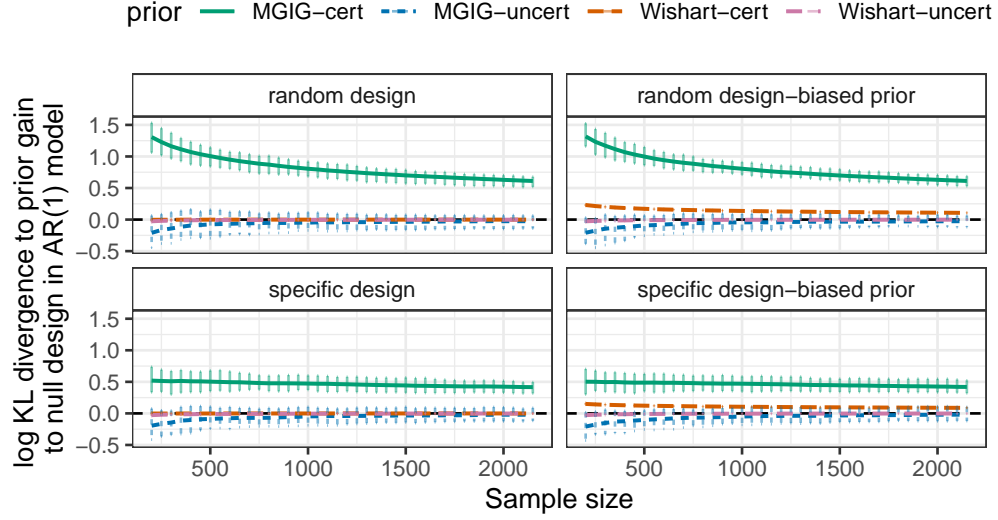 prior MGIG−cert MGIG−uncert Wishart−cert Wishart−uncert
log KL divergence to prior gain
to null design in AR(1) model
random design random design−biased prior
1.5
1.0
0.5
0.0
−0.5
specific design specific design−biased prior
1.5
1.0
0.5
0.0
−0.5
500 1000 1500 2000 500 1000 1500 2000
Sample size